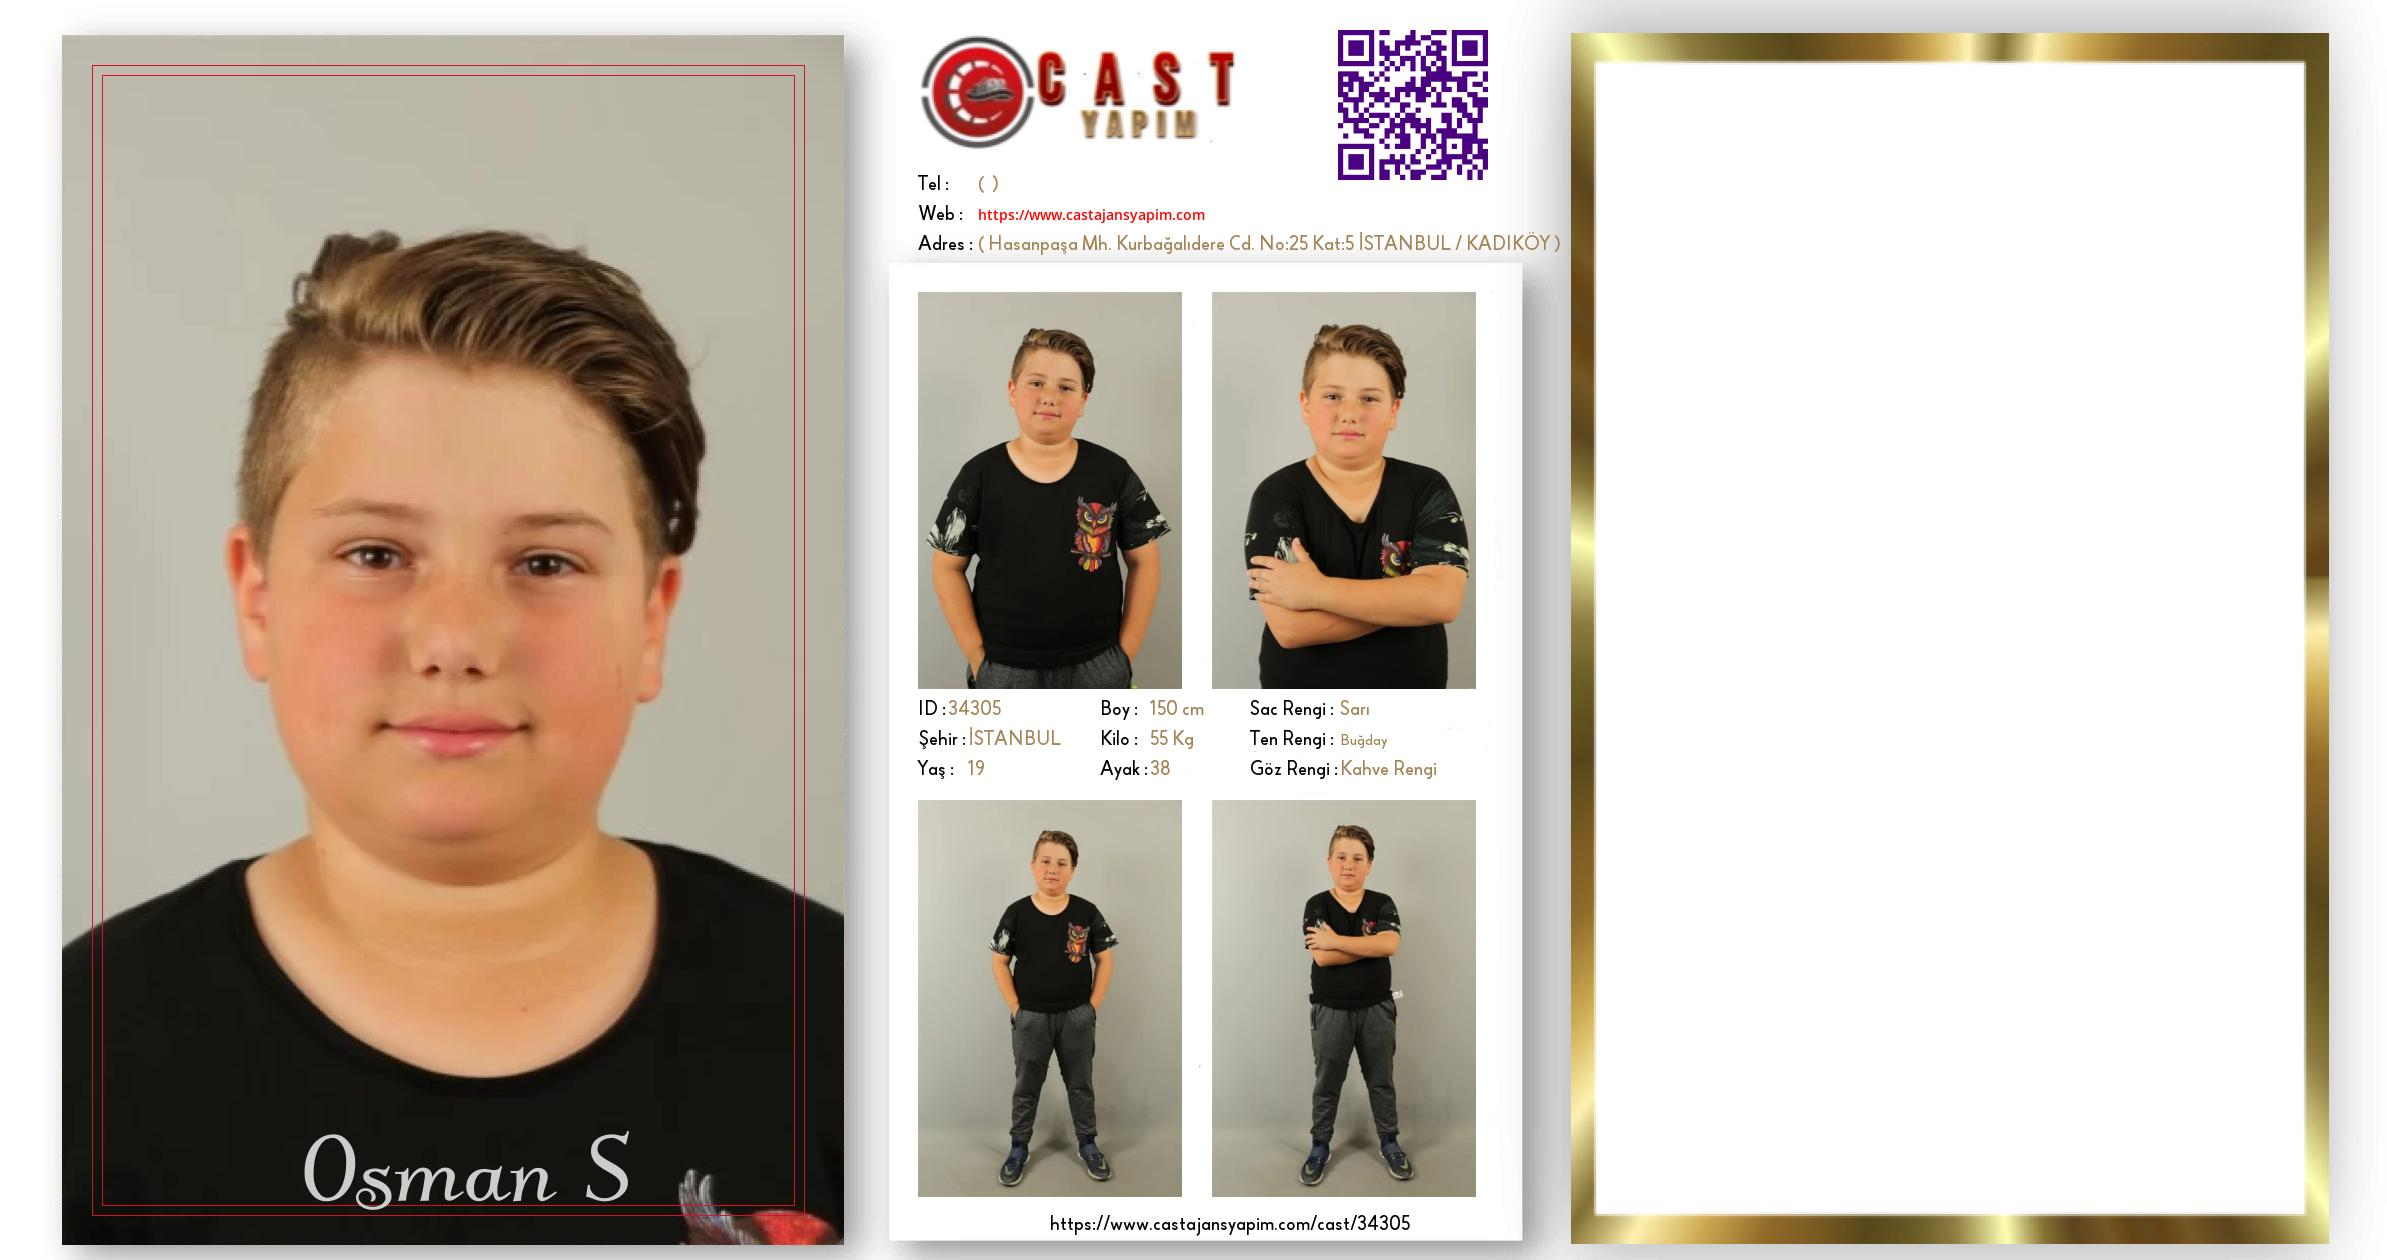 Osman S
CAST
YAPIM
Tel : ( )
Web : https://www.castajansyapim.com
Adres : ( Hasanpaşa Mh. Kurbağalıdere Cd. No:25 Kat:5 İSTANBUL / KADIKÖY )
ID : 34305 Boy : 150 cm Sac Rengi : Sarı
Şehir : İSTANBUL Kilo : 55 Kg Ten Rengi : Buğday
Yaş : 19 Ayak : 38 Göz Rengi : Kahve Rengi
https://www.castajansyapim.com/cast/34305